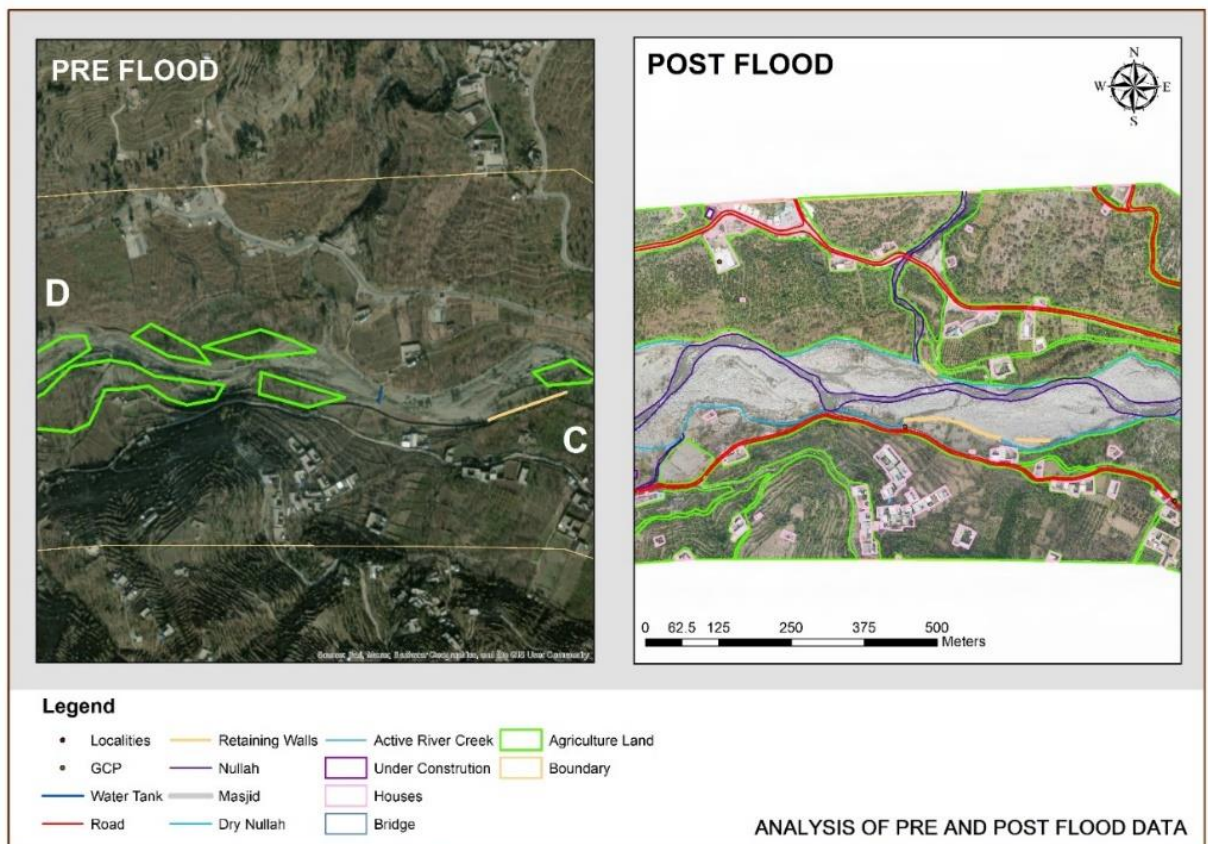 PRE FLOOD
D
C
POST FLOOD
N
W E
S
0 62.5 125 250 375 500
Meters
Legend
Localities
GCP
Water Tank
Road
Retaining Walls
Nullah
Masjid
Dry Nullah
Active River Creek
Under Constrution
Houses
Bridge
Agriculture Land
Boundary
ANALYSIS OF PRE AND POST FLOOD DATA